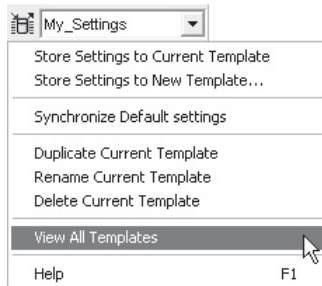 My_Settings
Store Settings to Current Template
Store Settings to New Template...
Synchronize Default settings
Duplicate Current Template
Rename Current Template
Delete Current Template
View All Templates
Help F1